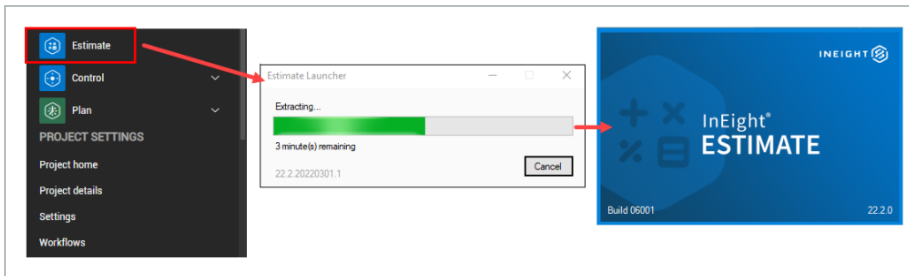 Estimate
Control
Plan
PROJECT SETTINGS
Project home
Project details
Settings
Workflows
Estimate Launcher
Extracting...
3 minute(s) remaining
Cancel
22.2.20220301.1
INEIGHT
InEight®
ESTIMATE
Build 06001
22.2.0